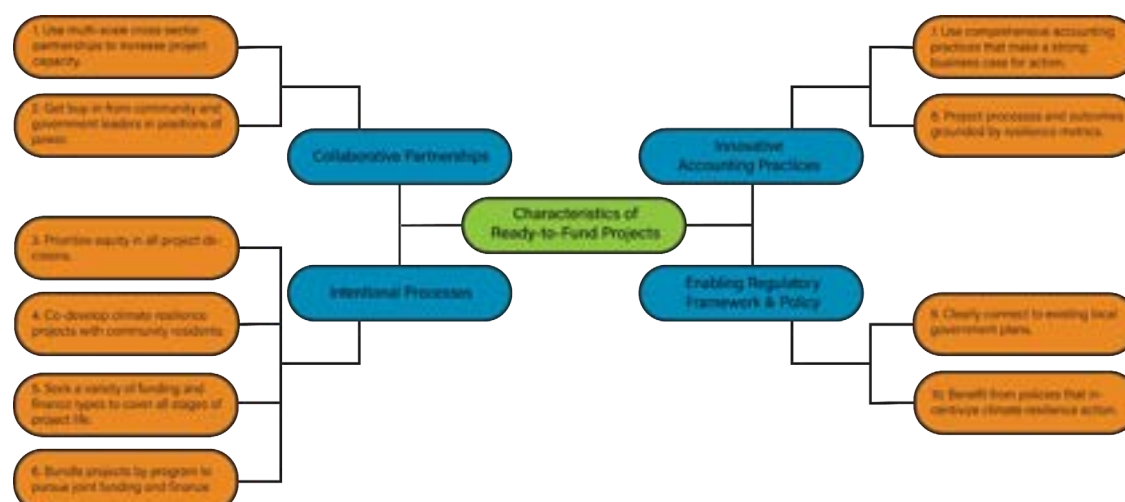 1. Use multi-scale cross-sector
partnerships to increase project
capacity.
2. Get buy in from community and
government leaders in positions of
power.
Collaborative Partnerships
3. Prioritize equity in all project de-
cisions.
4. Co-develop climate resilience
projects with community residents.
5. Seek a variety of funding and
finance types to cover all stages of
project life.
6. Bundle projects by program to
pursue joint funding and finance.
Intentional Processes
Characteristics of
Ready-to-Fund Projects
Innovative
Accounting Practices
7. Use comprehensive accounting
practices that make a strong
business case for action.
8. Project processes and outcomes
grounded by resilience metrics.
Enabling Regulatory
Framework & Policy
9. Clearly connect to existing local
government plans.
10. Benefit from policies that in-
centivize climate resilience action.